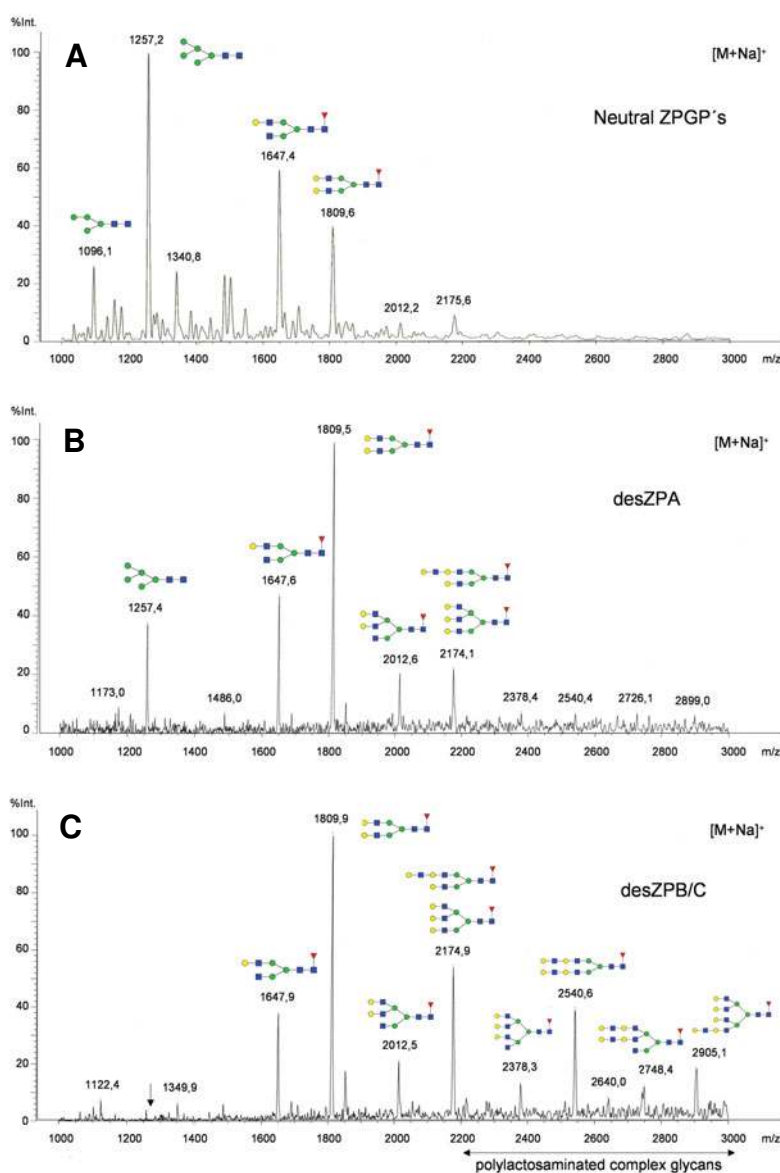 %Int.
A
1257,2
[M+Na]+
100
Neutral ZPGP´s
80
1647,4
60
1809,6
40
1096,1
1340,8
20
2012,2
2175,6
0
1000 1200 1400 1600 1800 2000 2200 2400 2600 2800 3000 m/z
%Int.
B
1809,5
[M+Na]+
100
desZPA
80
1647,6
60
1257,4
40
2012,6
2174,1
20
1173,0
1486,0
2378,4
2540,4
2726,1
2899,0
0
1000 1200 1400 1600 1800 2000 2200 2400 2600 2800 3000 m/z
%Int.
C
1809,9
[M+Na]+
100
desZPB/C
80
2174,9
60
1647,9
2540,6
40
2012,5
2378,3
2748,4
2905,1
20
1122,4
1349,9
2640,0
0
1000 1200 1400 1600 1800 2000 2200 2400 2600 2800 3000 m/z
polylactosaminated complex glycans